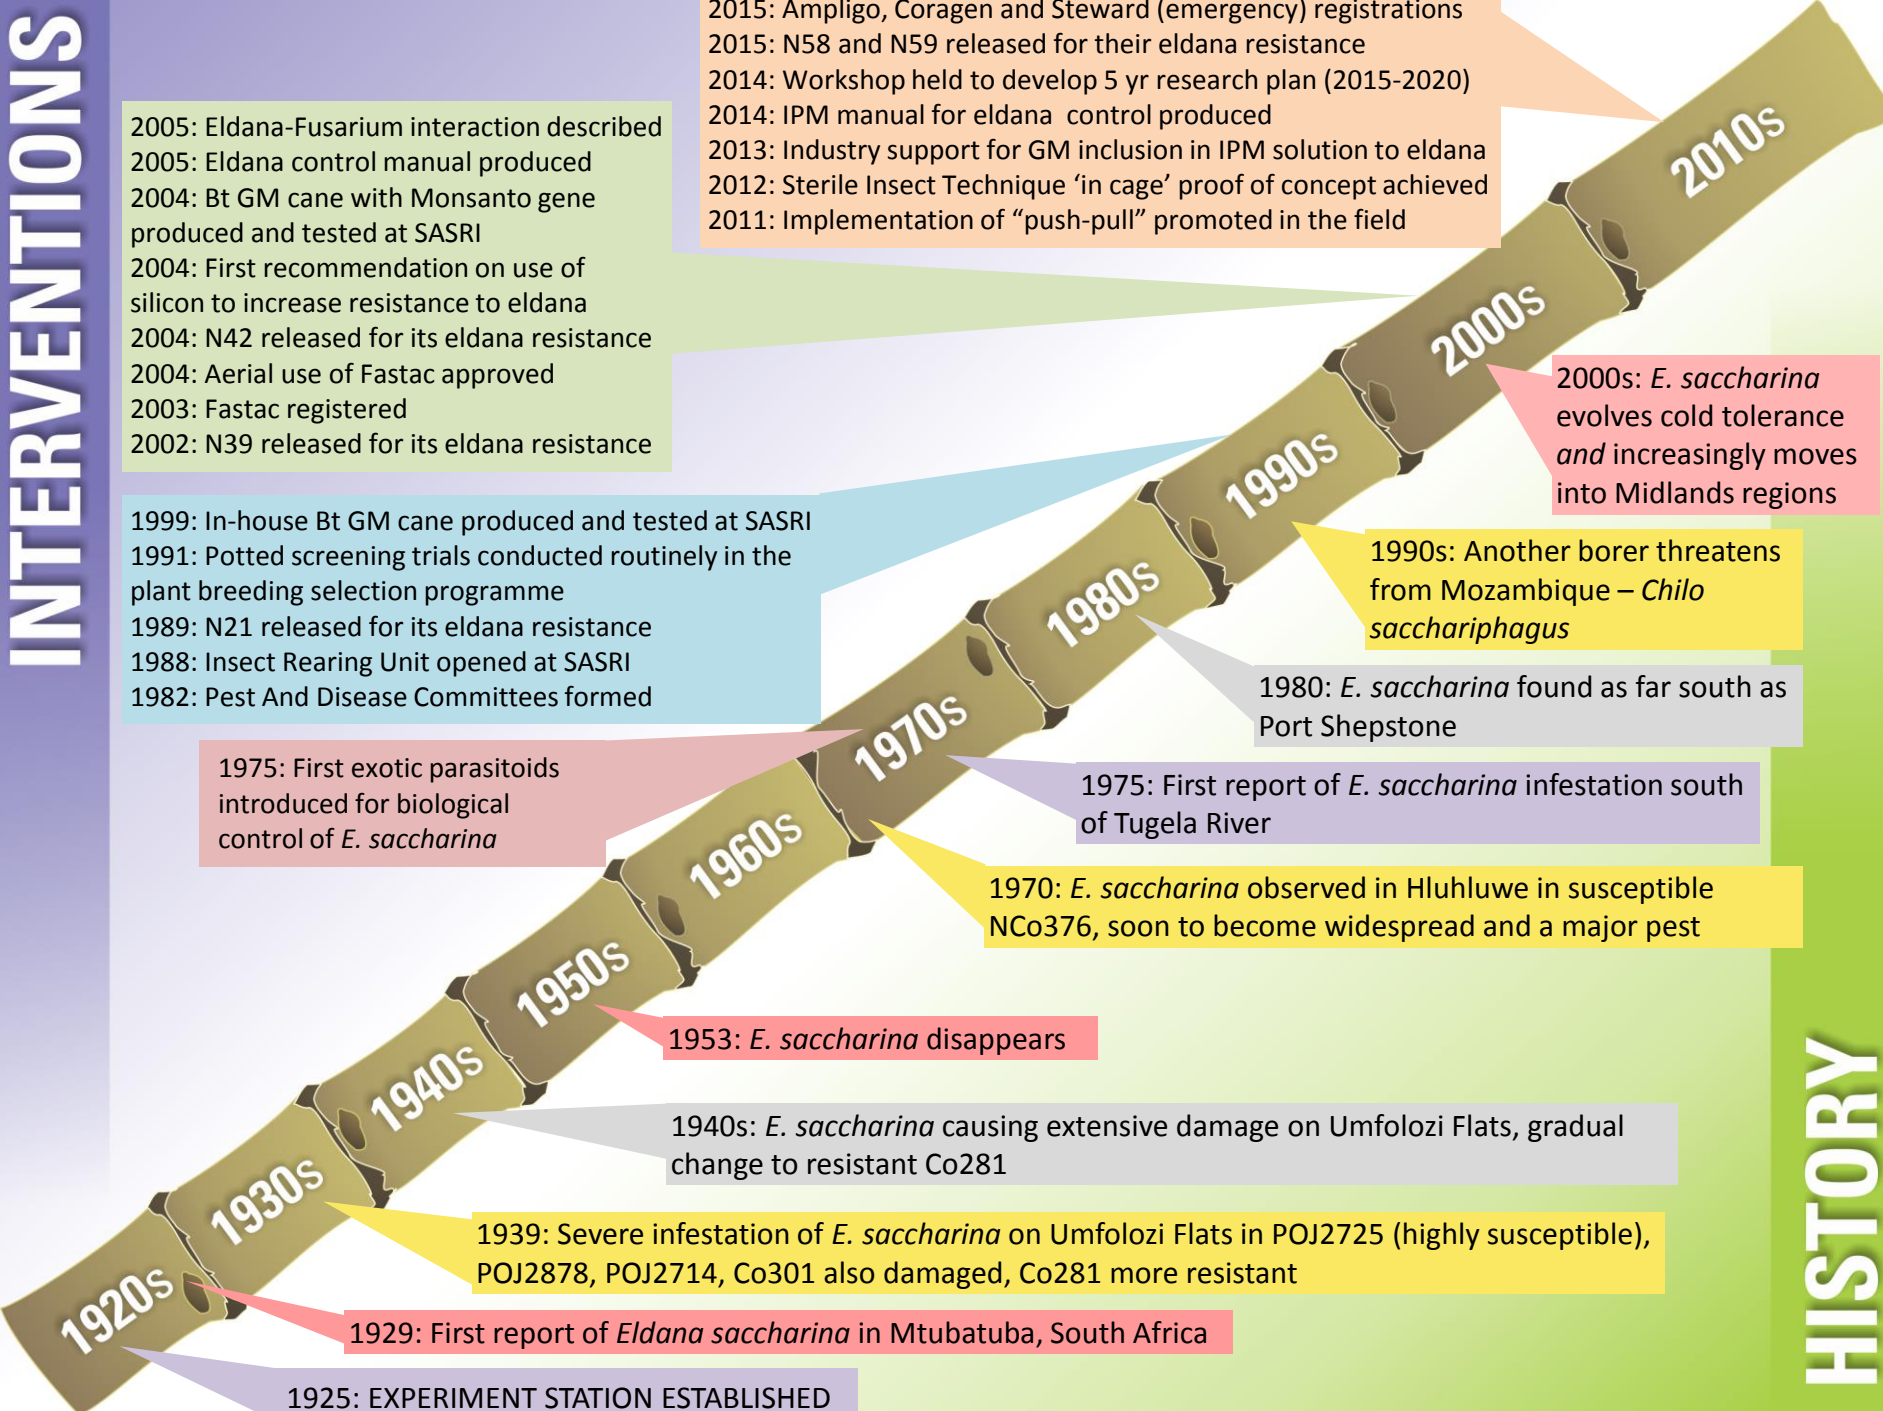 INTERVENTIONS
2015: Ampligo, Coragen and Steward (emergency) registrations
2015: N58 and N59 released for their eldana resistance
2014: Workshop held to develop 5 yr research plan (2015-2020)
2014: IPM manual for eldana control produced
2013: Industry support for GM inclusion in IPM solution to eldana
2012: Sterile Insect Technique ‘in cage’ proof of concept achieved
2011: Implementation of “push-pull” promoted in the field
2005: Eldana-Fusarium interaction described
2005: Eldana control manual produced
2004: Bt GM cane with Monsanto gene
produced and tested at SASRI
2004: First recommendation on use of
silicon to increase resistance to eldana
2004: N42 released for its eldana resistance
2004: Aerial use of Fastac approved
2003: Fastac registered
2002: N39 released for its eldana resistance
1999: In-house Bt GM cane produced and tested at SASRI
1991: Potted screening trials conducted routinely in the
plant breeding selection programme
1989: N21 released for its eldana resistance
1988: Insect Rearing Unit opened at SASRI
1982: Pest And Disease Committees formed
1975: First exotic parasitoids
introduced for biological
control of E. saccharina
2010s
2000s
1990s
1980s
1970s
1960s
1950s
1940s
1930s
1920s
2000s: E. saccharina
evolves cold tolerance
and increasingly moves
into Midlands regions
1990s: Another borer threatens
from Mozambique – Chilo
sacchariphagus
1980: E. saccharina found as far south as
Port Shepstone
1975: First report of E. saccharina infestation south
of Tugela River
1970: E. saccharina observed in Hluhluwe in susceptible
NCo376, soon to become widespread and a major pest
1953: E. saccharina disappears
1940s: E. saccharina causing extensive damage on Umfolozi Flats, gradual
change to resistant Co281
1939: Severe infestation of E. saccharina on Umfolozi Flats in POJ2725 (highly susceptible),
POJ2878, POJ2714, Co301 also damaged, Co281 more resistant
1929: First report of Eldana saccharina in Mtubatuba, South Africa
1925: EXPERIMENT STATION ESTABLISHED
HISTORY